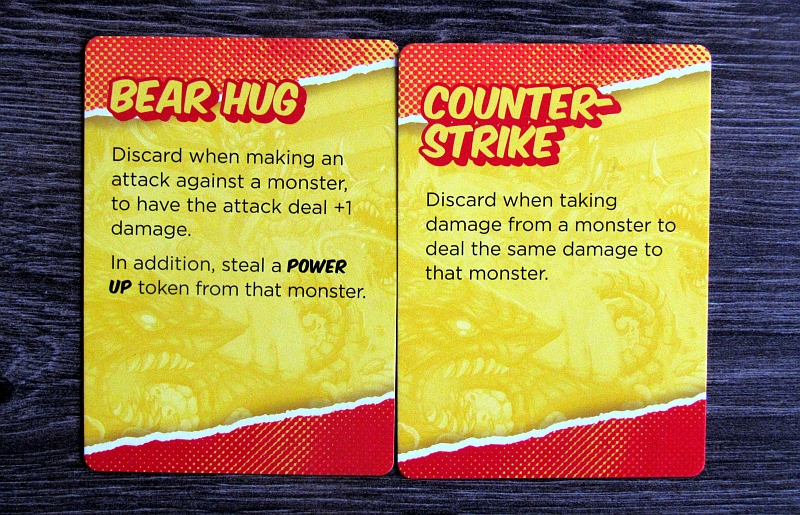 BEAR HUG
Discard when making an
attack against a monster,
to have the attack deal +1
damage.
In addition, steal a POWER
UP token from that monster.
COUNTER-
STRIKE
Discard when taking
damage from a monster to
deal the same damage to
that monster.